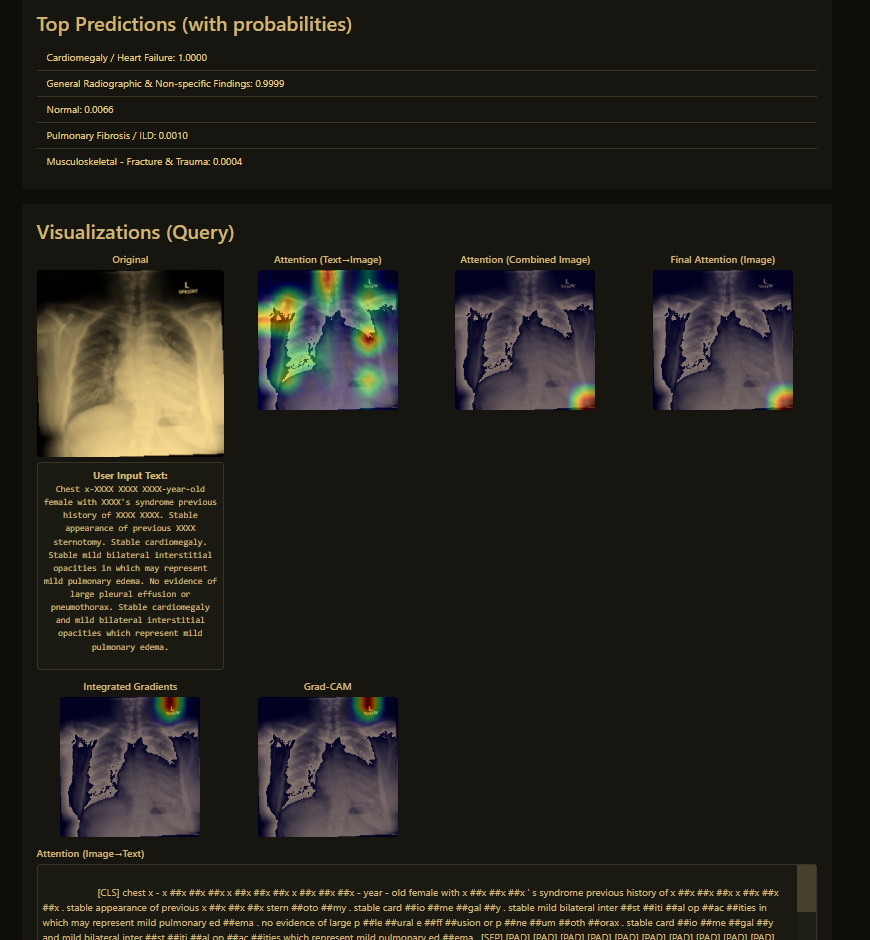 Top Predictions (with probabilities)
Cardiomegaly / Heart Failure: 1.0000
General Radiographic & Non-specific Findings: 0.9999
Normal: 0.0066
Pulmonary Fibrosis / ILD: 0.0010
Musculoskeletal - Fracture & Trauma: 0.0004
Visualizations (Query)
Original
Attention (Text→Image)
Attention (Combined Image)
Final Attention (Image)
L
UPRIGHT
L
L
L
User Input Text:
Chest x-XXXX XXXX XXXX-year-old
female with XXXX's syndrome previous
history of XXXX XXXX. Stable
appearance of previous XXXX
sternotomy. Stable cardiomegaly.
Stable mild bilateral interstitial
opacities in which may represent
mild pulmonary edema. No evidence of
large pleural effusion or
pneumothorax. Stable cardiomegaly
and mild bilateral interstitial
opacities which represent mild
pulmonary edema.
Integrated Gradients
Grad-CAM
L
L
Attention (Image→Text)
[CLS] chest x - x ##x ##x ##x x ##x ##x ##x x ##x ##x ##x - year - old female with x ##x ##x ##x ' s syndrome previous history of x ##x ##x ##x x ##x ##x
##x . stable appearance of previous x ##x ##x ##x stern ##oto ##my . stable card ##io ##me ##gal ##y . stable mild bilateral inter ##st ##iti ##al op ##ac ##ities in
which may represent mild pulmonary ed ##ema . no evidence of large p ##le ##ural e ##ff ##usion or p ##ne ##um ##oth ##orax . stable card ##io ##me ##gal ##y
and mild bilateral inter ##st ##iti ##al op ##ac ##ities which represent mild pulmonary ed ##ema . [SEP] [PAD] [PAD] [PAD] [PAD] [PAD] [PAD] [PAD]